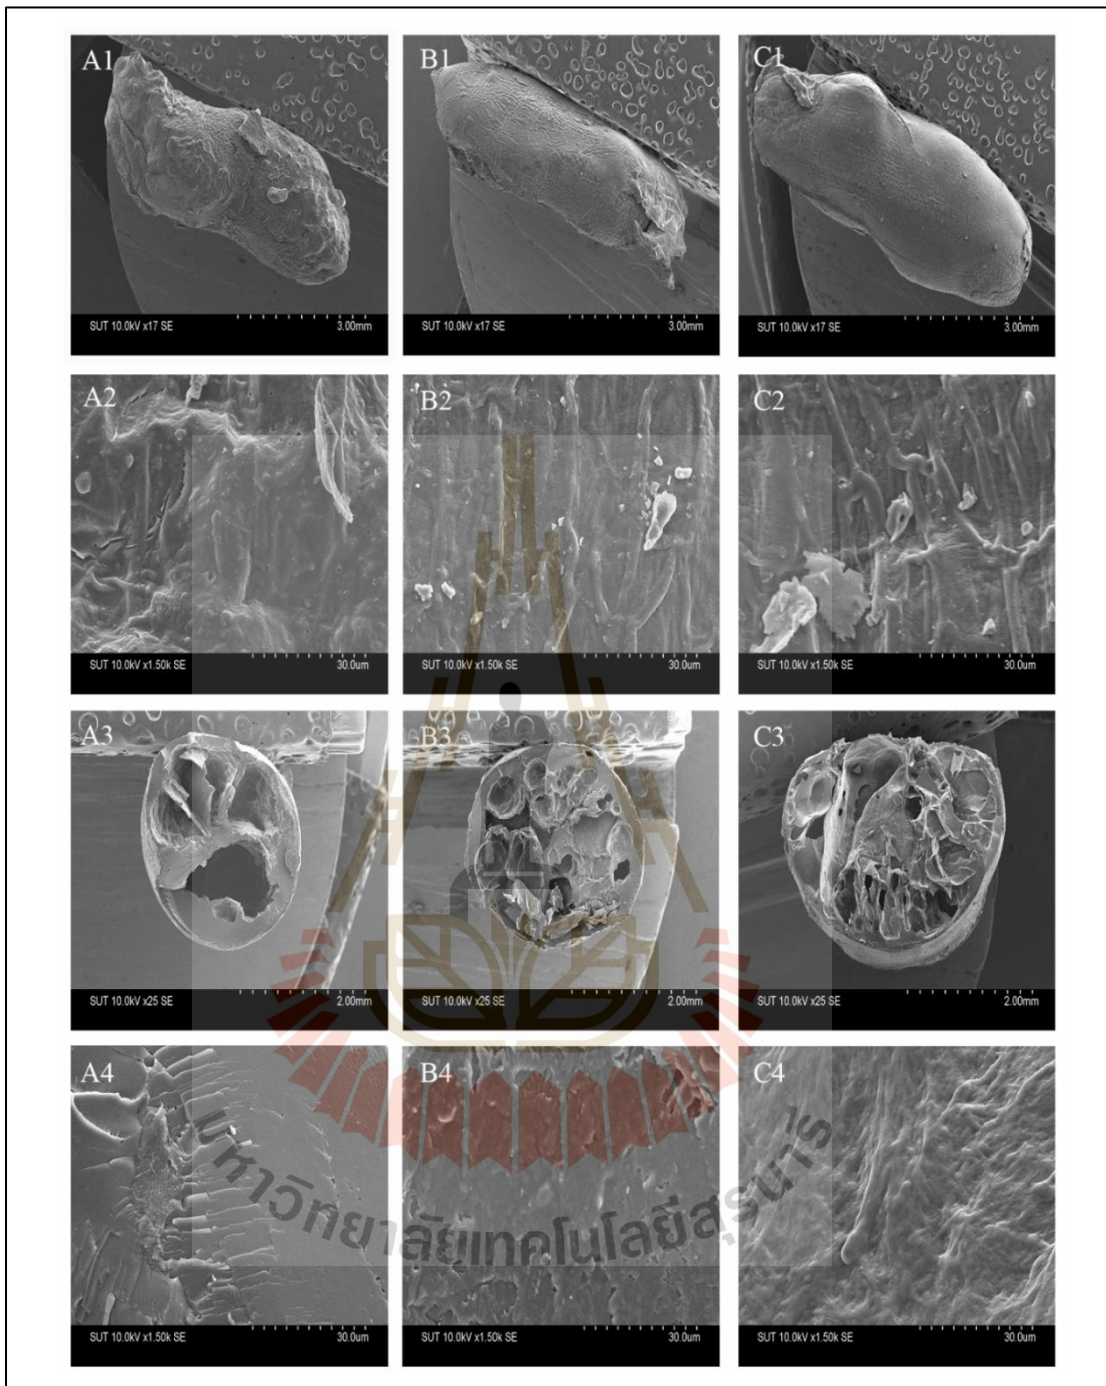 A1
B1
C1
SUT 10.0kV x17 SE 3.00mm
SUT 10.0kV x17 SE 3.00mm
SUT 10.0kV x17 SE 3.00mm
A2
B2
C2
SUT 10.0kV x1.50k SE 30.0um
SUT 10.0kV x1.50k SE 30.0um
SUT 10.0kV x1.50k SE 30.0um
A3
B3
C3
SUT 10.0kV x25 SE 2.00mm
SUT 10.0kV x25 SE 2.00mm
SUT 10.0kV x25 SE 2.00mm
A4
B4
C4
มหาวิทยาลัยเทคโนโลยีสุรนารี
SUT 10.0kV x1.50k SE 30.0um
SUT 10.0kV x1.50k SE 30.0um
SUT 10.0kV x1.50k SE 30.0um